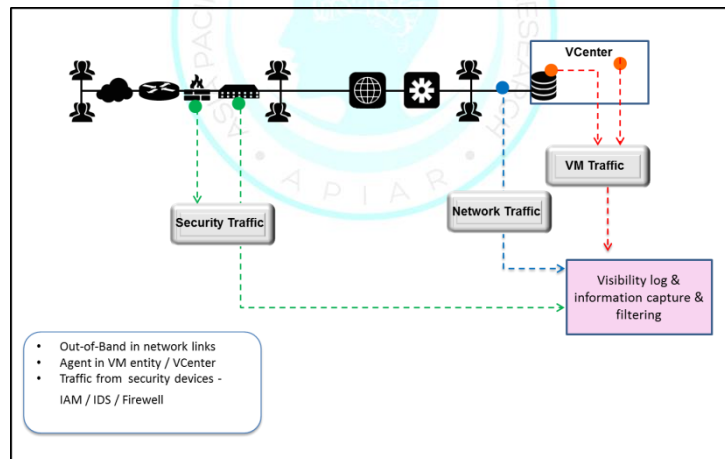 VCenter
VM Traffic
Network Traffic
Security Traffic
Visibility log &
information capture &
filtering
• Out-of-Band in network links
• Agent in VM entity / VCenter
• Traffic from security devices -
IAM / IDS / Firewell
APIAR